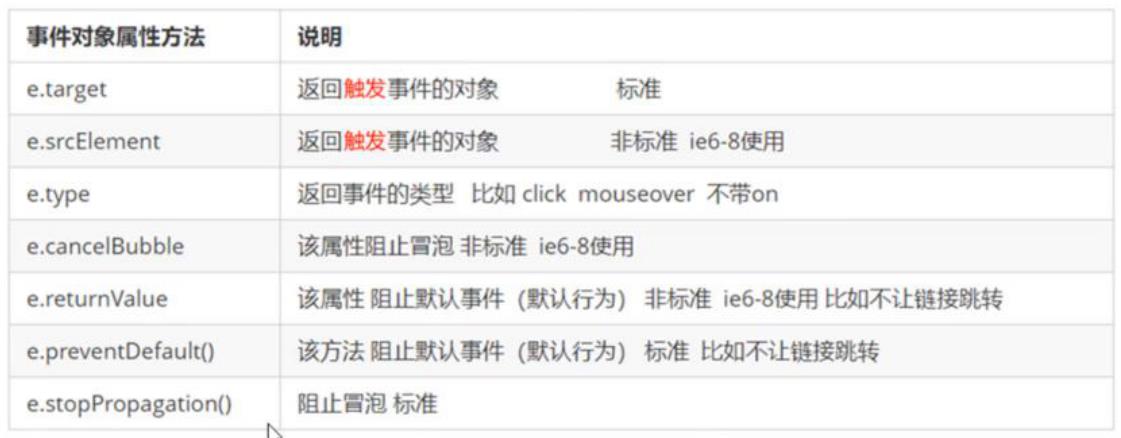 事件对象属性方法 说明
e.target 返回触发事件的对象 标准
e.srcElement 返回触发事件的对象 非标准 ie6-8使用
e.type 返回事件的类型 比如 click mouseover 不带on
e.cancelBubble 该属性阻止冒泡 非标准 ie6-8使用
e.returnValue 该属性 阻止默认事件（默认行为） 非标准 ie6-8使用 比如不让链接跳转
e.preventDefault() 该方法 阻止默认事件（默认行为） 标准 比如不让链接跳转
e.stopPropagation() 阻止冒泡 标准